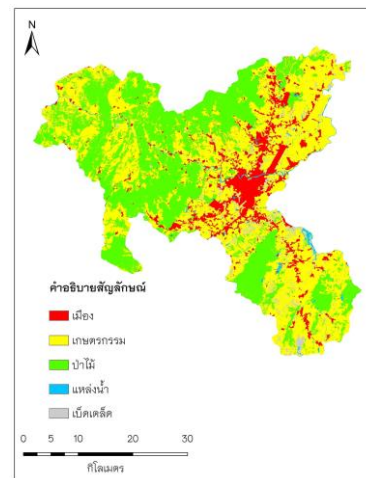 N
คำอธิบายสัญลักษณ์
เมือง
เกษตรกรรม
ป่าไม้
แหล่งน้ำ
เบ็ดเตล็ด
0 5 10 20 30
กิโลเมตร